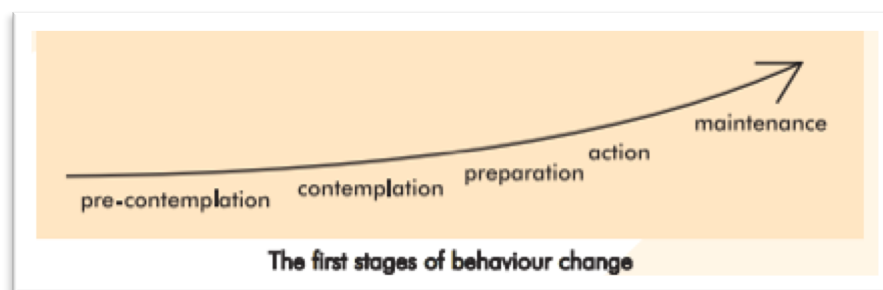 pre-contemplation
contemplation
preparation
action
maintenance
The first stages of behaviour change